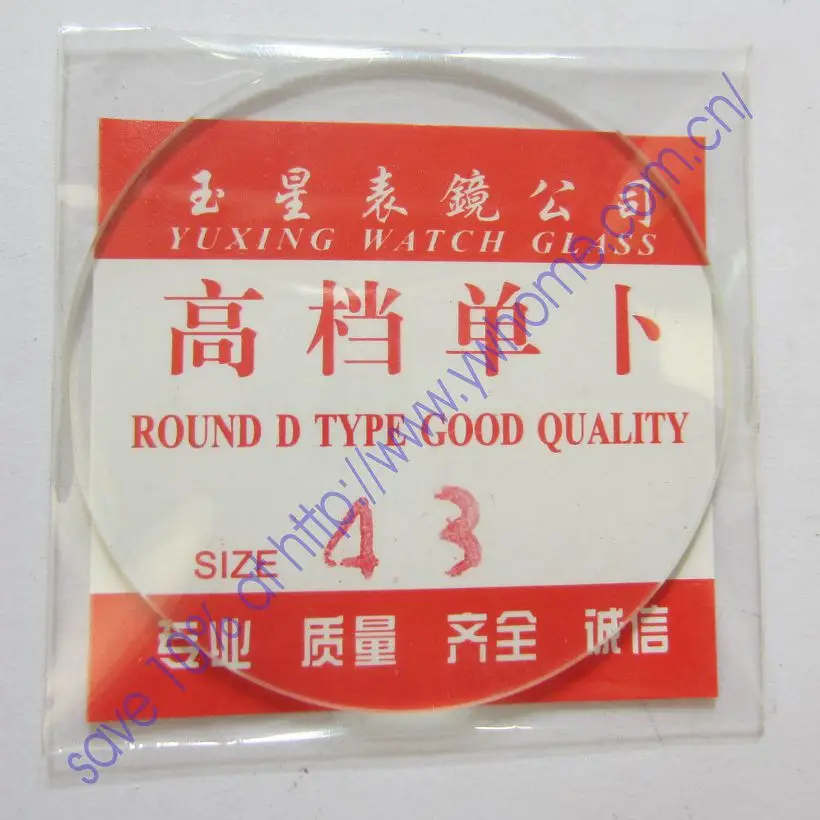 玉星表鏡公司
YUXING WATCH GLASS
高档单卜
ROUND D TYPE GOOD QUALITY
SIZE 43
专业 质量 齐全 诚信
save 10% at http://www.ywhome.com.cn/